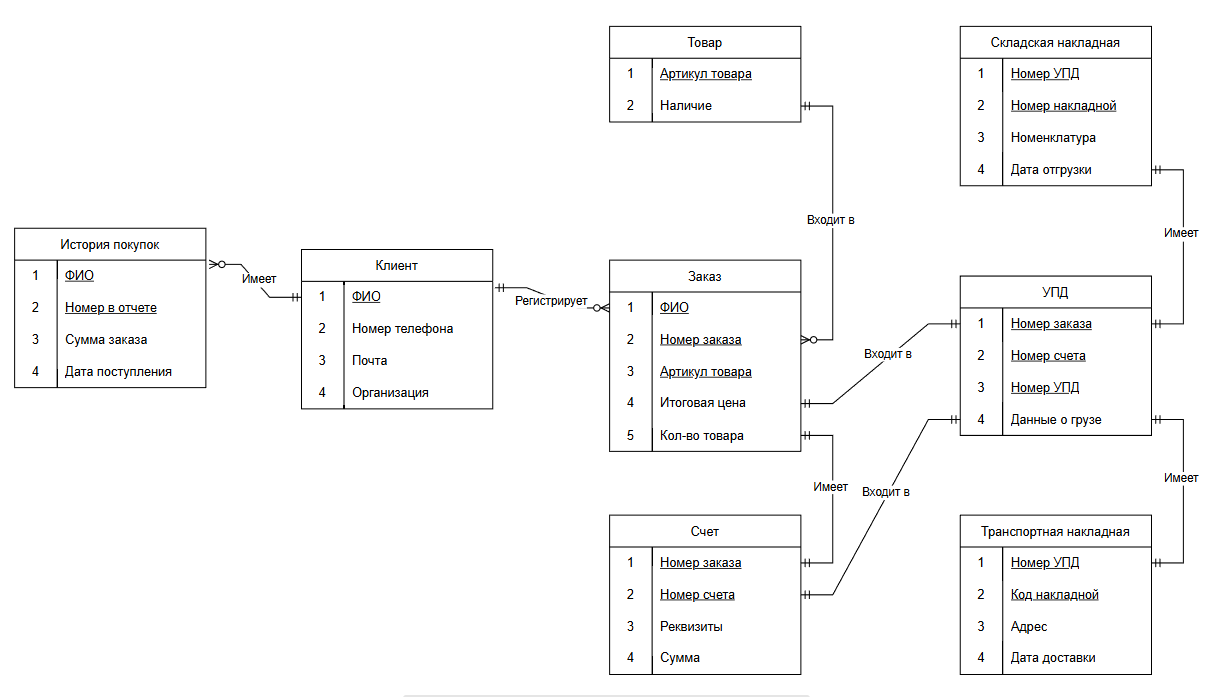 Товар
1 Артикул товара
2 Наличие
Складская накладная
1 Номер УПД
2 Номер накладной
3 Номенклатура
4 Дата отгрузки
Входит в
Имеет
История покупок
1 ФИО
2 Номер в отчете
3 Сумма заказа
4 Дата поступления
Имеет
Клиент
1 ФИО
2 Номер телефона
3 Почта
4 Организация
Регистрирует
Заказ
1 ФИО
2 Номер заказа
3 Артикул товара
4 Итоговая цена
5 Кол-во товара
Входит в
УПД
1 Номер заказа
2 Номер счета
3 Номер УПД
4 Данные о грузе
Имеет
Входит в
Имеет
Счет
1 Номер заказа
2 Номер счета
3 Реквизиты
4 Сумма
Транспортная накладная
1 Номер УПД
2 Код накладной
3 Адрес
4 Дата доставки